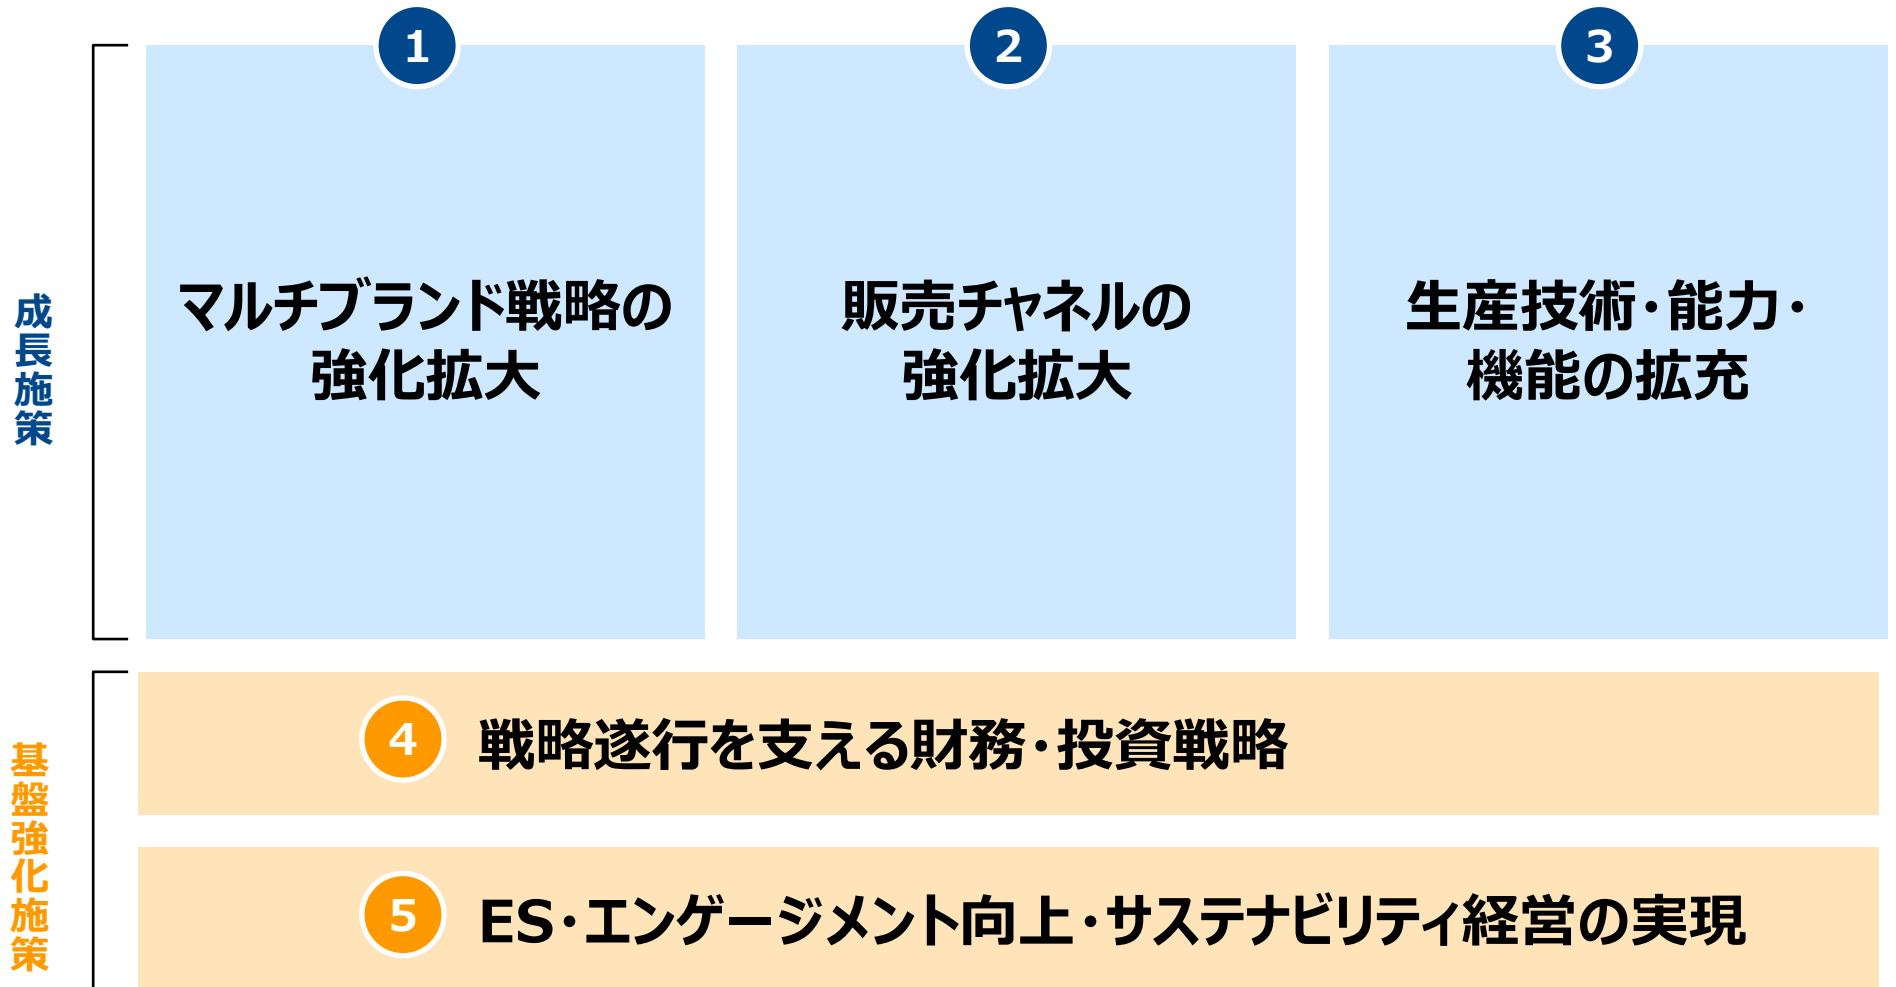 成長施策
1
マルチブランド戦略の
強化拡大
2
販売チャネルの
強化拡大
3
生産技術・能力・
機能の拡充
基盤強化施策
4 戦略遂行を支える財務・投資戦略
5 ES・エンゲージメント向上・サステナビリティ経営の実現